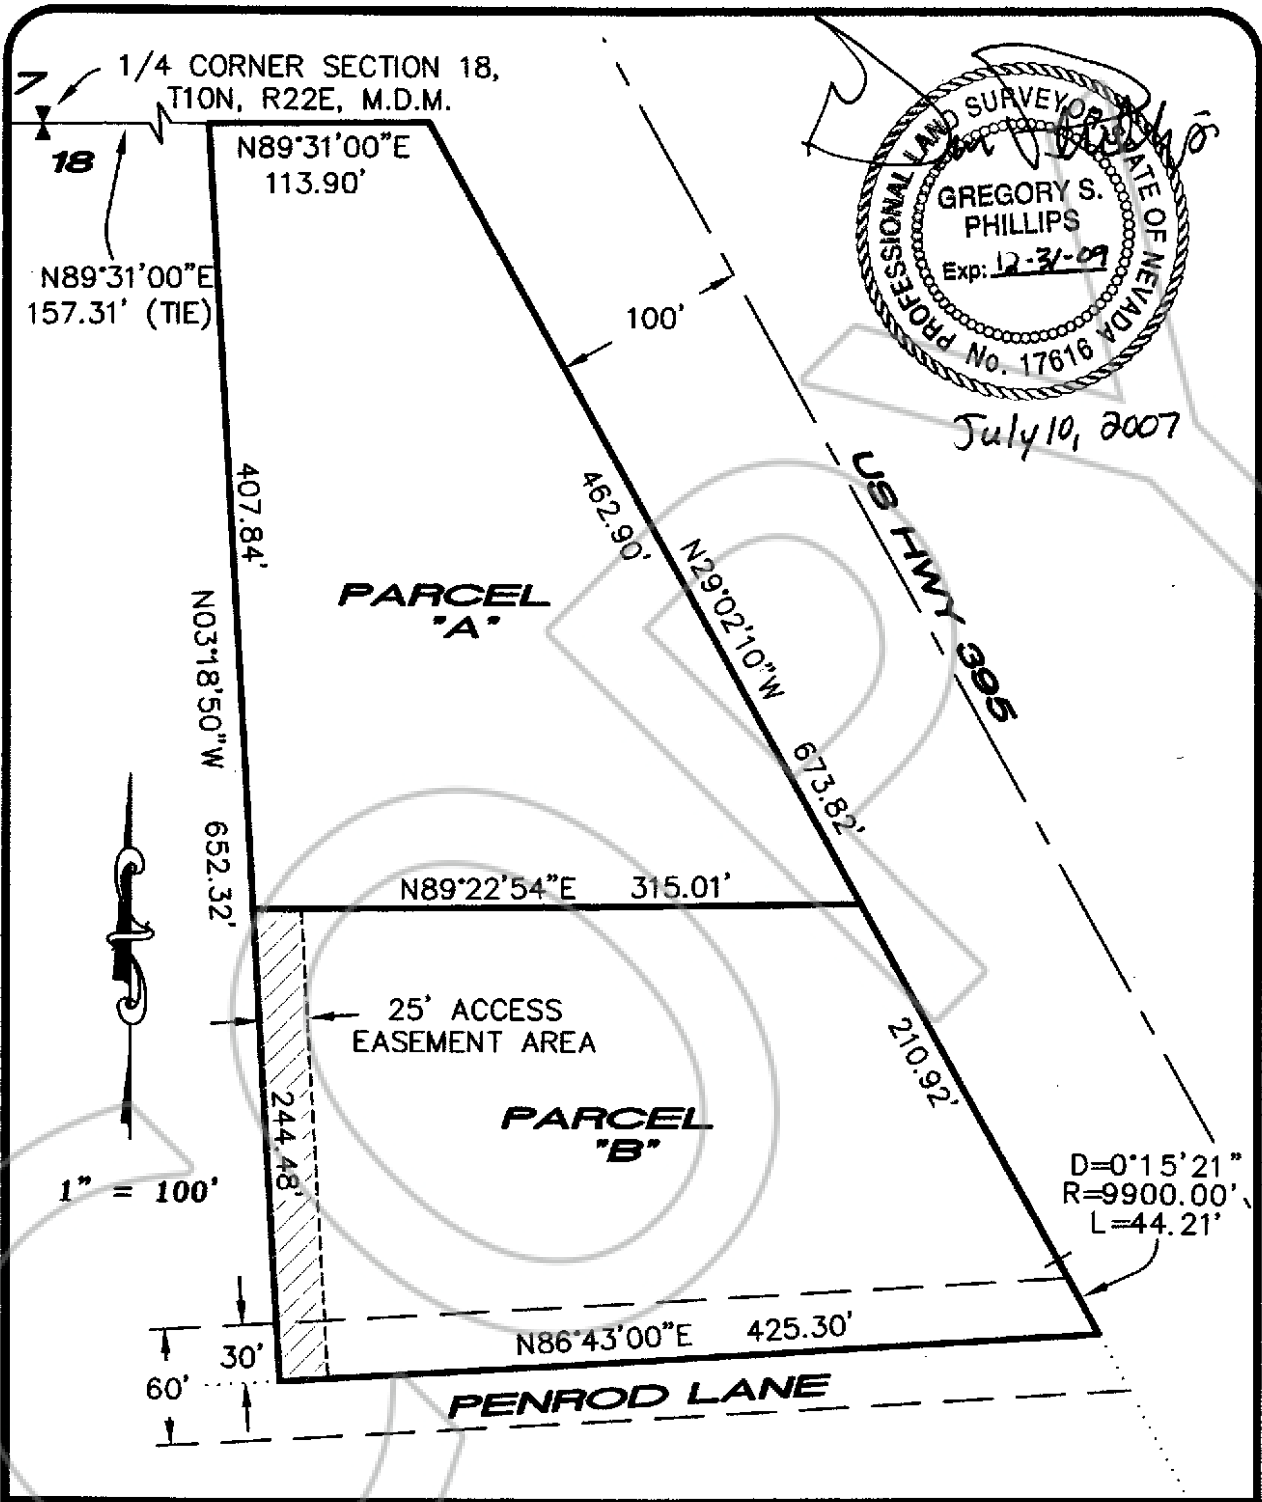 7
18
1/4 CORNER SECTION 18,
T10N, R22E, M.D.M.
N89°31'00"E
113.90'
N89°31'00"E
157.31' (TIE)
100'
PROFESSIONAL LAND SURVEYOR STATE OF NEVADA
GREGORY S.
PHILLIPS
Exp: 12-31-09
No. 17616
July 10, 2007
US HWY 395
407.84'
462.90'
N29°02'10"W
673.82'
PARCEL
"A"
N03°18'50"W
652.32'
N89°22'54"E 315.01'
25' ACCESS
EASEMENT AREA
210.92'
244.48'
PARCEL
"B"
1" = 100'
D=0°15'21"
R=9900.00'
L=44.21'
N86°43'00"E 425.30'
30'
60'
PENROD LANE
COPY